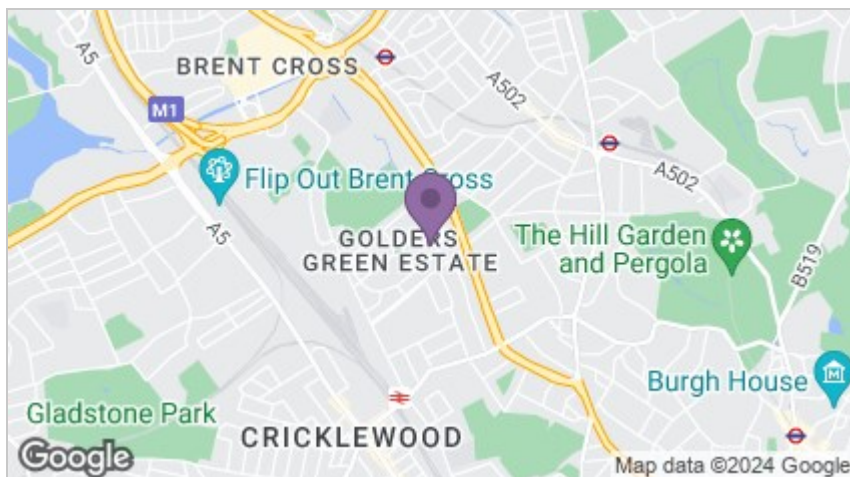 A5
BRENT CROSS
M1
A502
A502
Flip Out Brent Cross
A5
GOLDERS
GREEN ESTATE
The Hill Garden
and Pergola
B519
Burgh House
Gladstone Park
CRICKLEWOOD
Google
Map data ©2024 Google